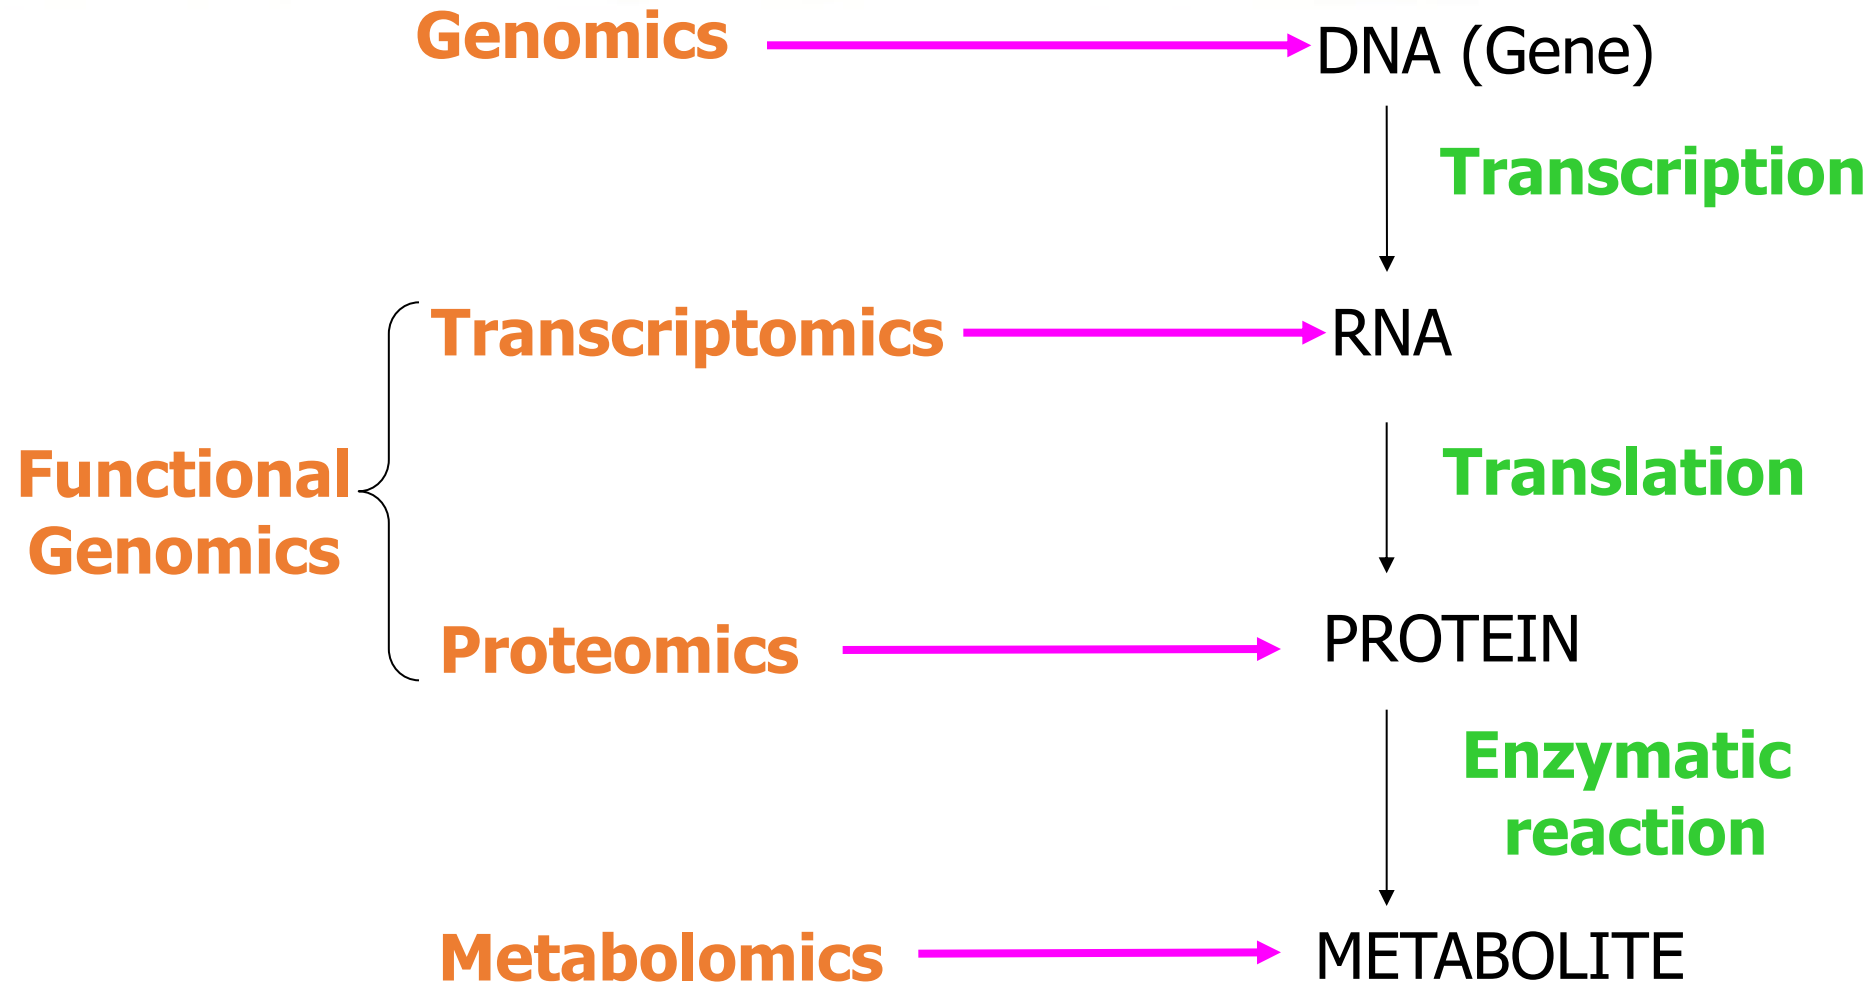 Genomics
DNA (Gene)
Transcription
Transcriptomics
RNA
Functional
Genomics
Translation
Proteomics
PROTEIN
Enzymatic
reaction
Metabolomics
METABOLITE